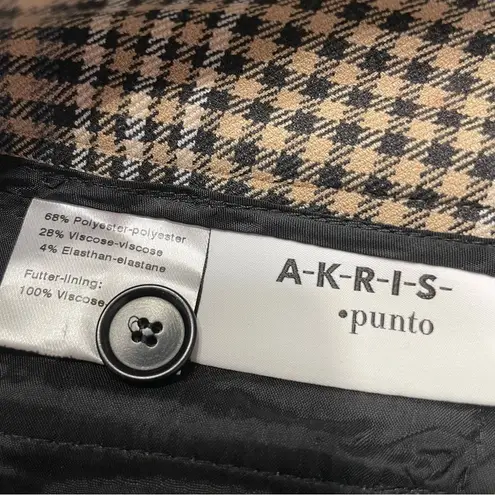 68% Polyester-polyester
28% Viscose-viscose
4% Elasthan-elastane
Futter-lining:
100% Viscose
A-K-R-I-S-
•punto